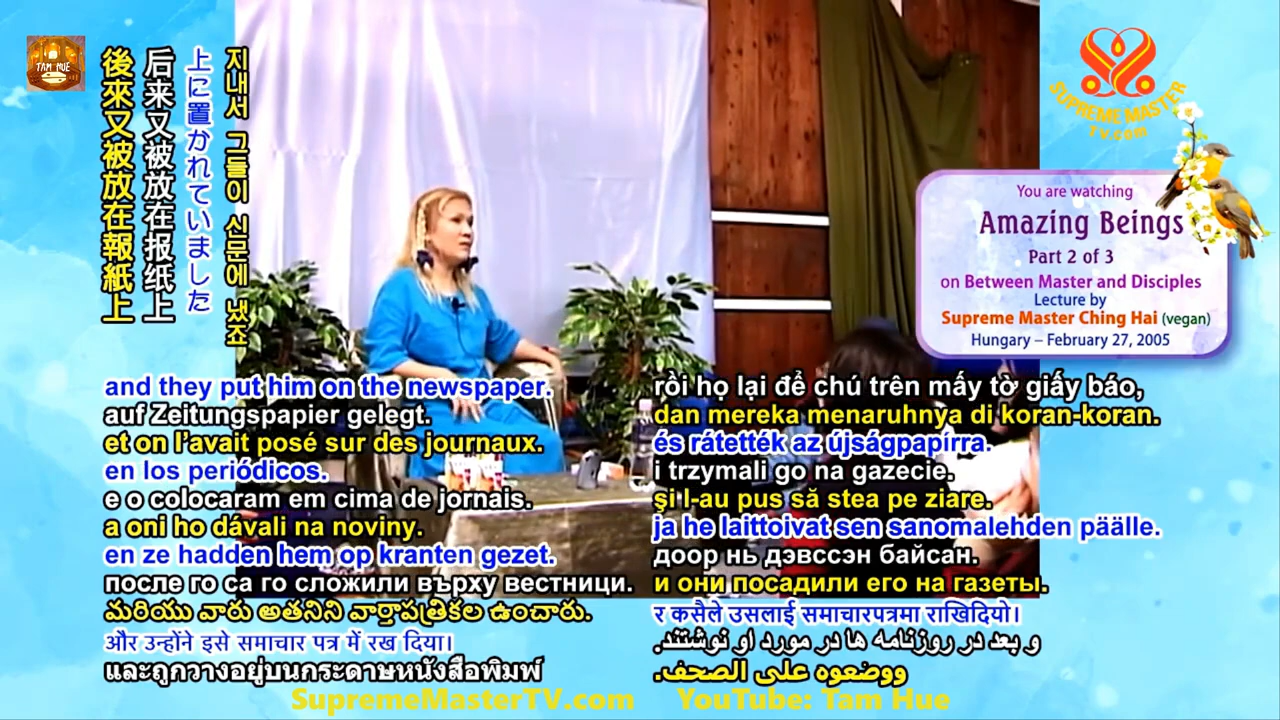 TAM HUE
後來又被放在報紙上
后来又被放在报纸上
上に置かれていました
지내서 그들이 신문에 냈죠
SUPREME MASTER
TV.com
You are watching
Amazing Beings
Part 2 of 3
on Between Master and Disciples
Lecture by
Supreme Master Ching Hai (vegan)
Hungary – February 27, 2005
and they put him on the newspaper.
auf Zeitungspapier gelegt.
et on l'avait posé sur des journaux.
en los periódicos.
e o colocaram em cima de jornais.
a oni ho dávali na noviny.
en ze hadden hem op kranten gezet.
после го са го сложили върху вестници.
మరియు వారు అతనిని వార్తాపత్రికల ఉంచారు.
और उन्होंने इसे समाचार पत्र में रख दिया।
และถูกวางอยู่บนกระดาษหนังสือพิมพ์
rồi họ lại để chú trên mấy tờ giấy báo,
dan mereka menaruhnya di koran-koran.
és rátették az újságpapírra.
i trzymali go na gazecie.
şi l-au pus să stea pe ziare.
ja he laittoivat sen sanomalehden päälle.
доор нь дэвссэн байсан.
и они посадили его на газеты.
र कसैले उसलाई समाचारपत्रमा राखिदियो।
و بعد در روزنامه ها در مورد او نوشتند.
ووضعوه على الصحف.
SupremeMasterTV.com
YouTube: Tam Hue